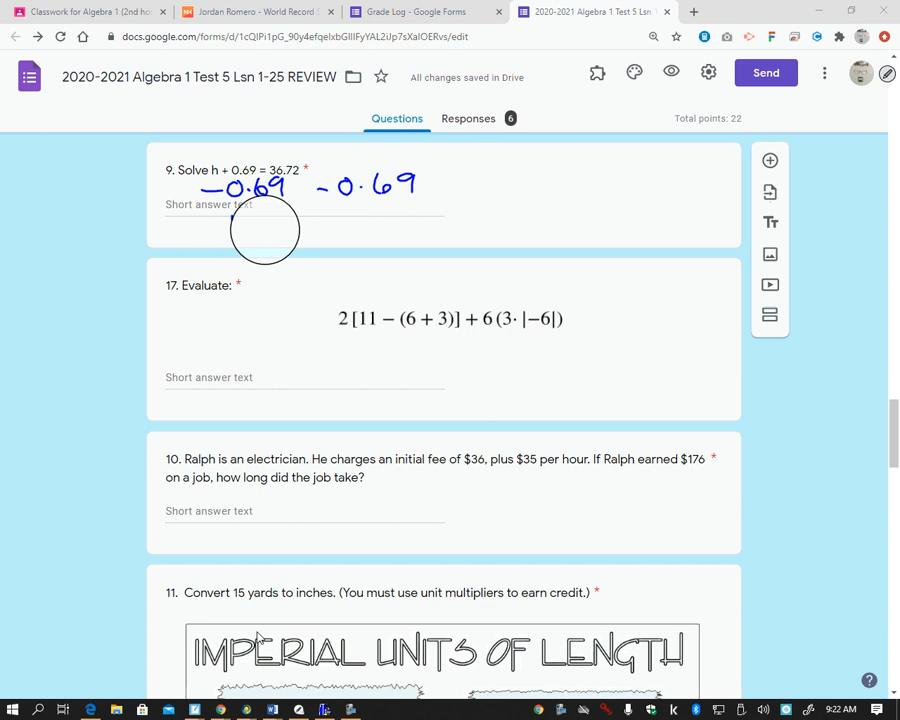 Classwork for Algebra 1 (2nd ho
Jordan Romero - World Record S
Grade Log - Google Forms
2020-2021 Algebra 1 Test 5 Lsn 1-
docs.google.com/forms/d/1cQIPi1pG_90y4efqelxbGIIIFyYAL2iJp7sXalOERvs/edit
2020-2021 Algebra 1 Test 5 Lsn 1-25 REVIEW
All changes saved in Drive
Send
Questions
Responses 6
Total points: 22
9. Solve h + 0.69 = 36.72 *
-0.69 -0.69
Short answer text
17. Evaluate: *
2 [11 − (6 + 3)] + 6 (3· |−6|)
Short answer text
10. Ralph is an electrician. He charges an initial fee of $36, plus $35 per hour. If Ralph earned $176 *
on a job, how long did the job take?
Short answer text
11. Convert 15 yards to inches. (You must use unit multipliers to earn credit.) *
IMPERIAL UNITS OF LENGTH
9:22 AM